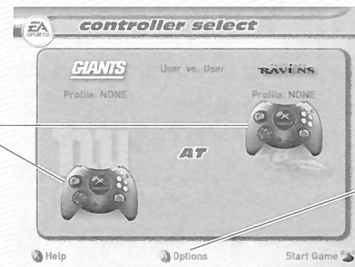 EA
SPORTS
controller select
GIANTS
User vs. User
RAVENS
Profile: NONE
Profile: NONE
AT
Help
Options
Start Game